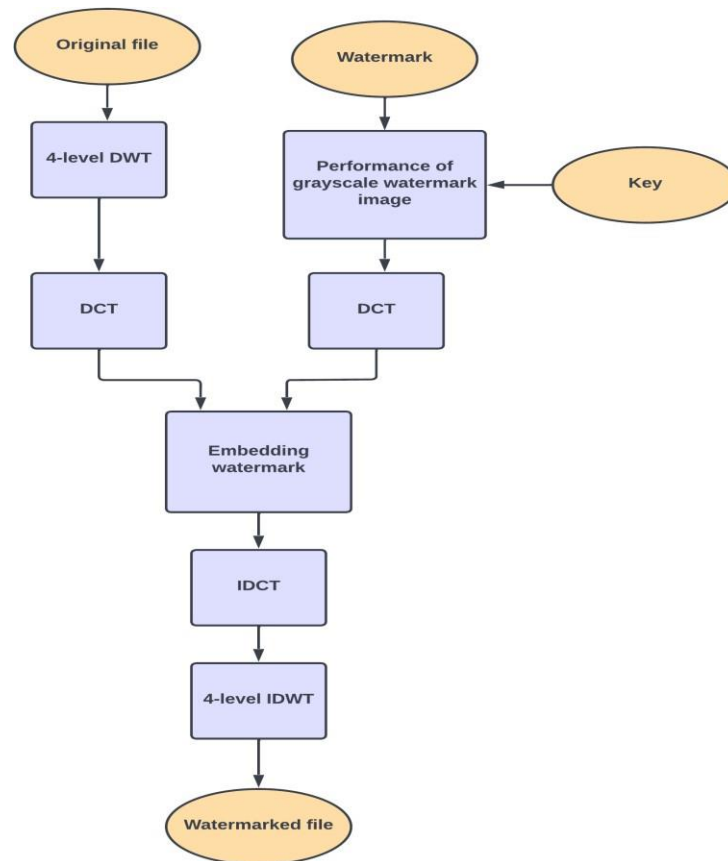 Original file
Watermark
4-level DWT
Performance of
grayscale watermark
image
Key
DCT
DCT
Embedding
watermark
IDCT
4-level IDWT
Watermarked file